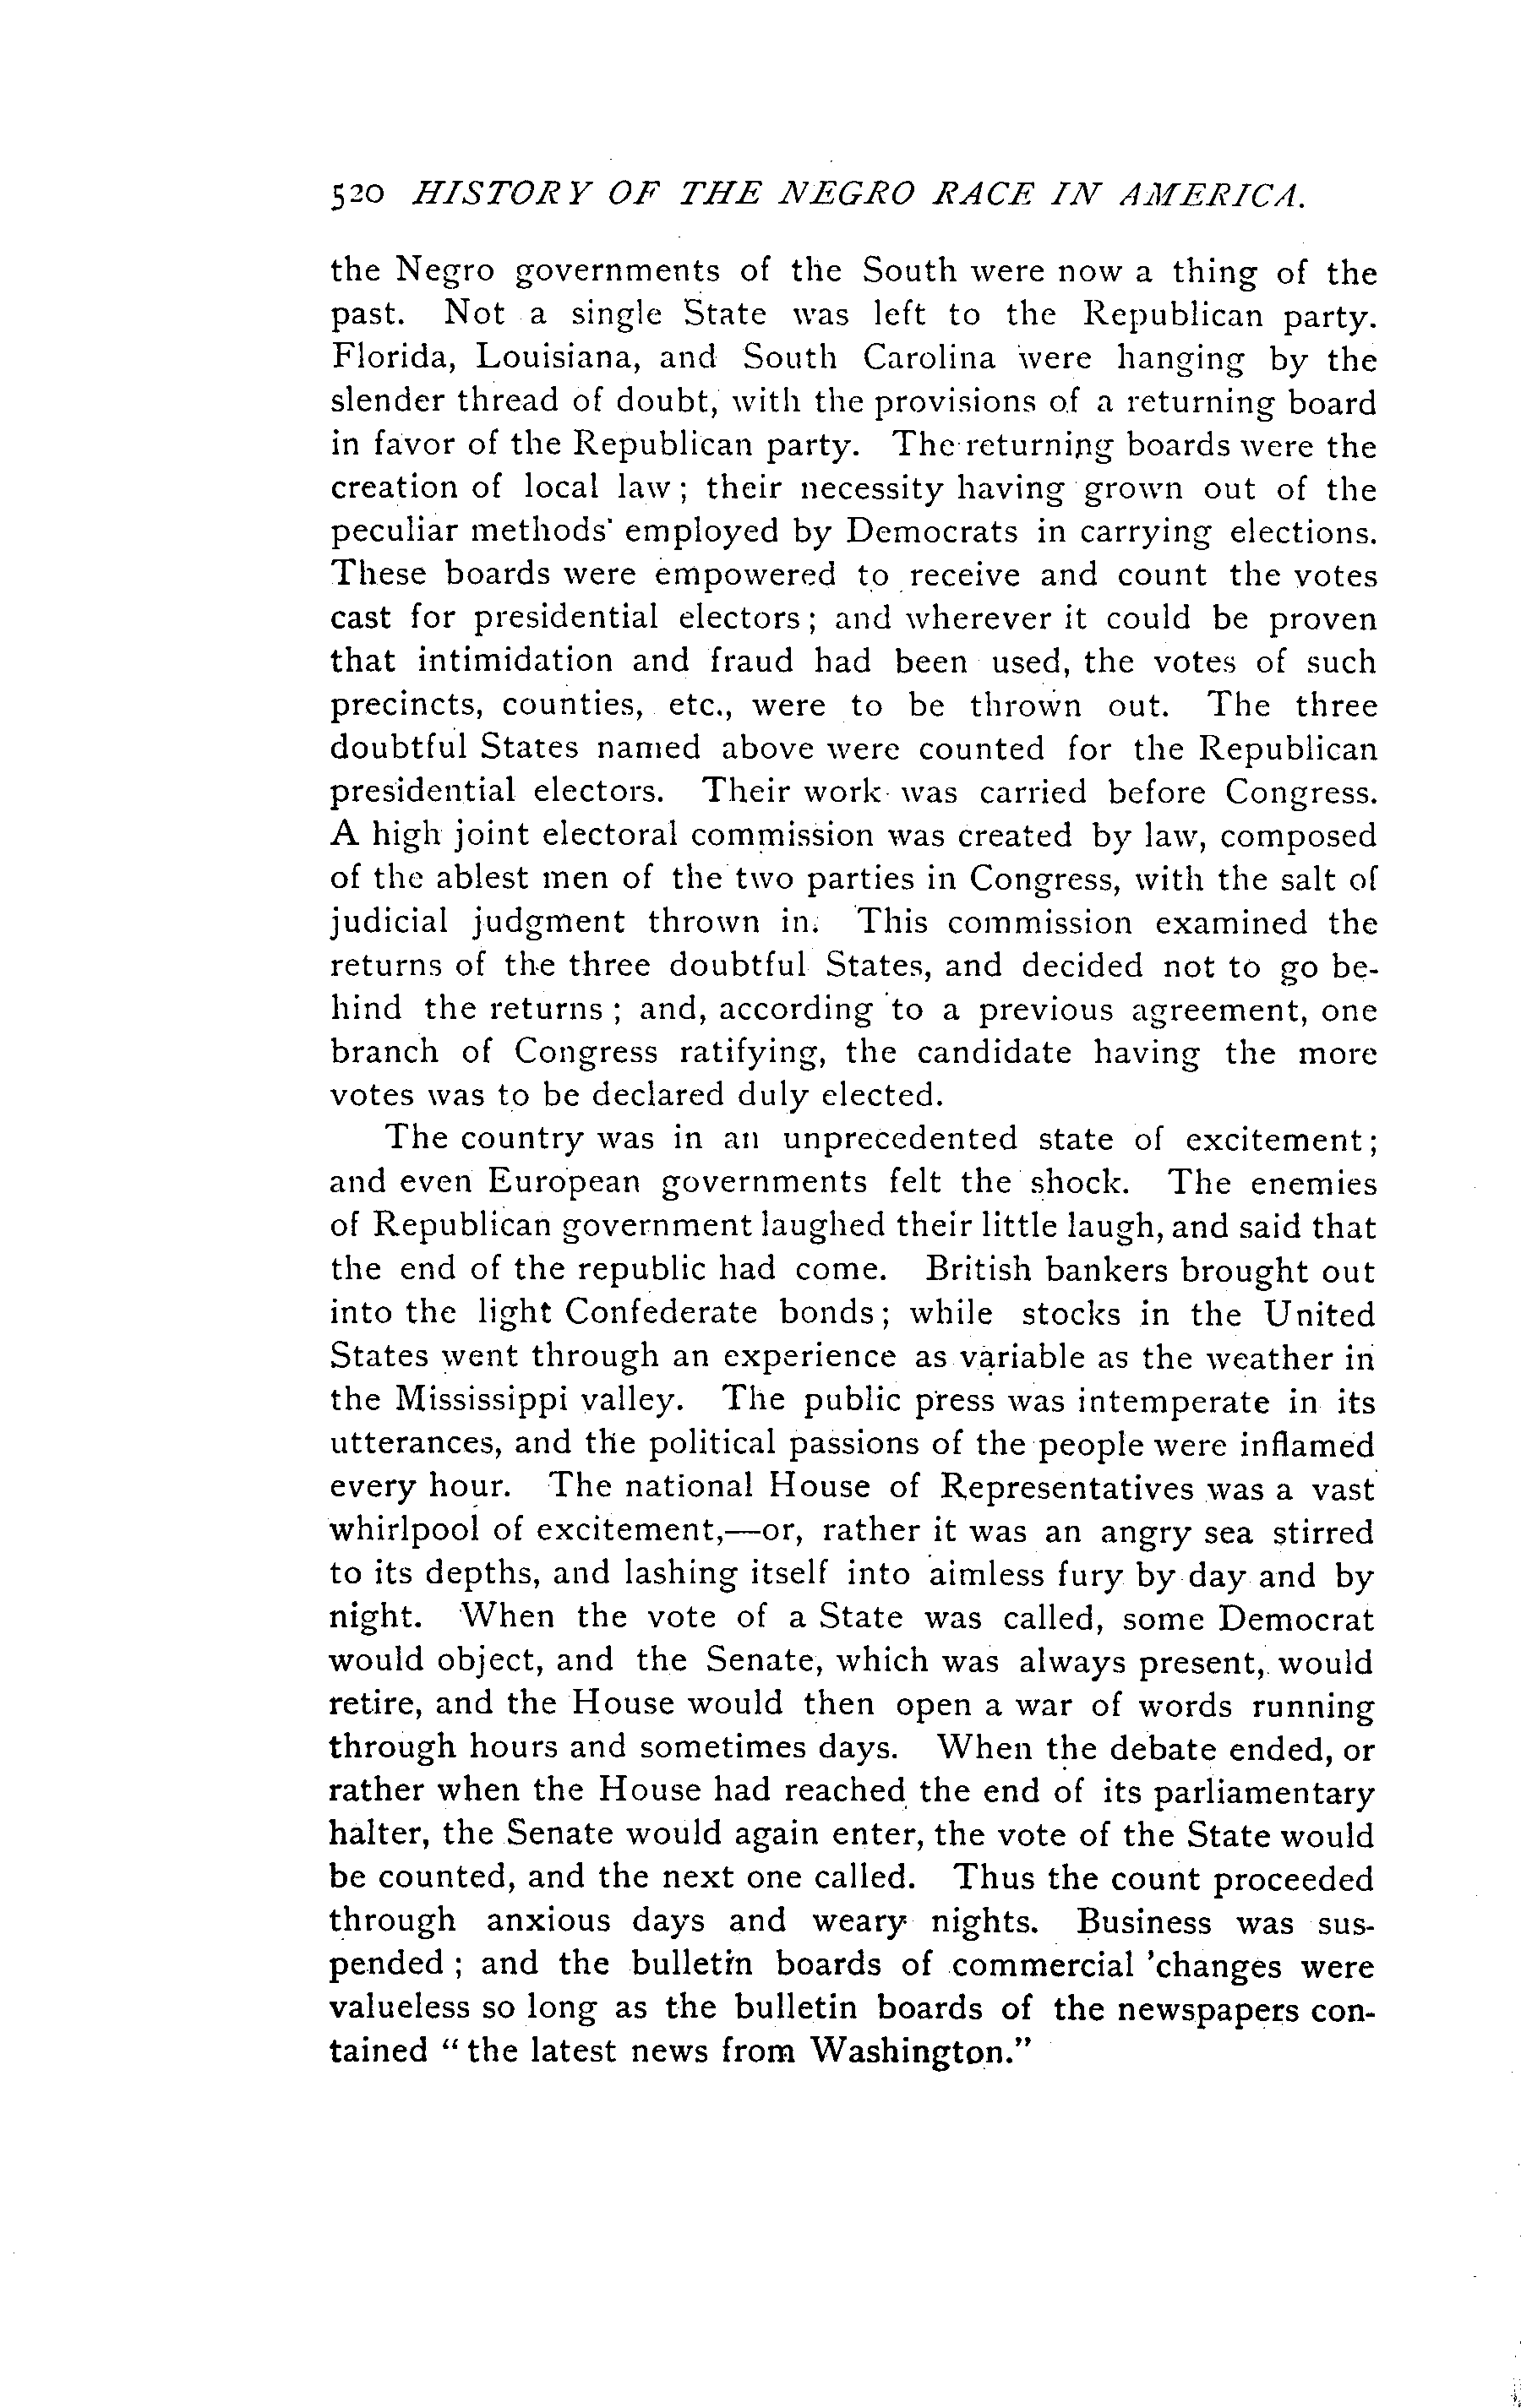 520 HISTORY OF THE NEGRO RACE IN AMERICA.
the Negro governments of the South were now a thing of the
past. Not a single State was left to the Republican party.
Florida, Louisiana, and South Carolina were hanging by the
slender thread of doubt, with the provisions of a returning board
in favor of the Republican party. The returning boards were the
creation of local law; their necessity having grown out of the
peculiar methods employed by Democrats in carrying elections.
These boards were empowered to receive and count the votes
cast for presidential electors; and wherever it could be proven
that intimidation and fraud had been used, the votes of such
precincts, counties, etc., were to be thrown out. The three
doubtful States named above were counted for the Republican
presidential electors. Their work was carried before Congress.
A high joint electoral commission was created by law, composed
of the ablest men of the two parties in Congress, with the salt of
judicial judgment thrown in. This commission examined the
returns of the three doubtful States, and decided not to go be-
hind the returns; and, according to a previous agreement, one
branch of Congress ratifying, the candidate having the more
votes was to be declared duly elected.
The country was in an unprecedented state of excitement;
and even European governments felt the shock. The enemies
of Republican government laughed their little laugh, and said that
the end of the republic had come. British bankers brought out
into the light Confederate bonds; while stocks in the United
States went through an experience as variable as the weather in
the Mississippi valley. The public press was intemperate in its
utterances, and the political passions of the people were inflamed
every hour. The national House of Representatives was a vast
whirlpool of excitement,—or, rather it was an angry sea stirred
to its depths, and lashing itself into aimless fury by day and by
night. When the vote of a State was called, some Democrat
would object, and the Senate, which was always present, would
retire, and the House would then open a war of words running
through hours and sometimes days. When the debate ended, or
rather when the House had reached the end of its parliamentary
halter, the Senate would again enter, the vote of the State would
be counted, and the next one called. Thus the count proceeded
through anxious days and weary nights. Business was sus-
pended; and the bulletin boards of commercial 'changes were
valueless so long as the bulletin boards of the newspapers con-
tained "the latest news from Washington."